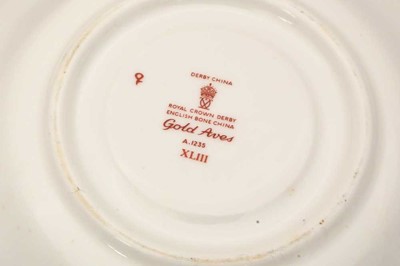 DERBY CHINA
ROYAL CROWN DERBY
ENGLISH BONE CHINA
Gold Aves
A.1235
XLIII